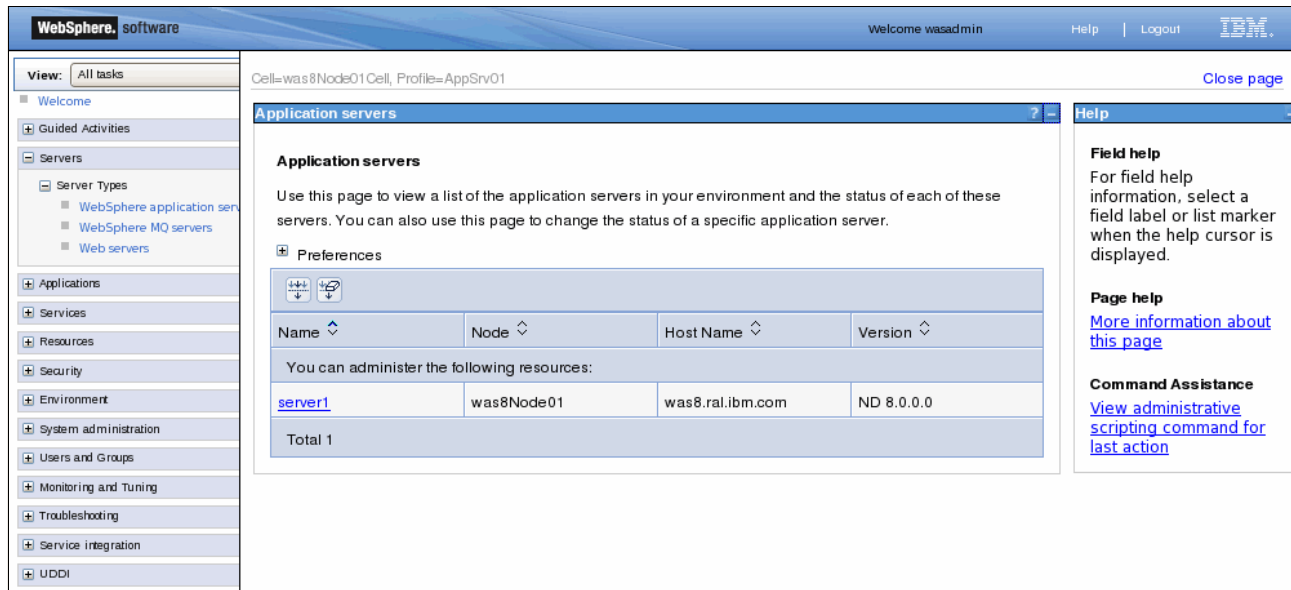 WebSphere. software
Welcome wasadmin
Help
Logout
IBM.
View:
All tasks
Welcome
Guided Activities
Servers
Server Types
WebSphere application serv
WebSphere MQ servers
Web servers
Applications
Services
Resources
Security
Environment
System administration
Users and Groups
Monitoring and Tuning
Troubleshooting
Service integration
UDDI
Cell=was8Node01Cell, Profile=AppSrv01
Close page
Application servers
? –
Application servers
Use this page to view a list of the application servers in your environment and the status of each of these
servers. You can also use this page to change the status of a specific application server.
Preferences
Name
Node
Host Name
Version
You can administer the following resources:
server1
was8Node01
was8.ral.ibm.com
ND 8.0.0.0
Total 1
Help
Field help
For field help
information, select a
field label or list marker
when the help cursor is
displayed.
Page help
More information about
this page
Command Assistance
View administrative
scripting command for
last action